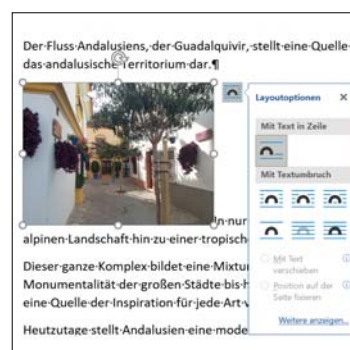 Der Fluss Andalusiens, der Guadalquivir, stellt eine Quelle
das andalusische Territorium dar.¶
Layoutoptionen ×
Mit Text in Zeile
Mit Textumbruch
In nur
alpinen Landschaft hin zu einer tropisch
Mit Text
verschieben
Dieser ganze Komplex bildet eine Mixtur
Position auf der
Monumentalität der großen Städte bis h
Seite fixieren
eine Quelle der Inspiration für jede Art v
Weitere anzeigen...
Heutzutage stellt Andalusien eine mode